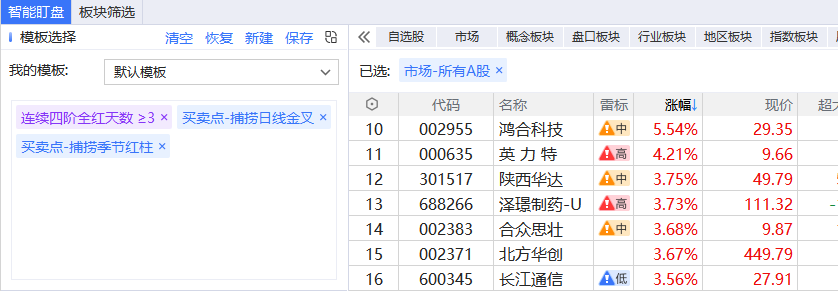 智能盯盘 板块筛选
模板选择 清空 恢复 新建 保存
自选股 市场 概念板块 盘口板块 行业板块 地区板块 指数板块
我的模板: 默认模板
已选: 市场-所有A股 ×
连续四阶全红天数 ≥3 × 买卖点-捕捞日线金叉 ×
买卖点-捕捞季节红柱 ×
代码 名称 雷标 涨幅↓ 现价 超大
10 002955 鸿合科技 中 5.54% 29.35
11 000635 英力特 高 4.21% 9.66
12 301517 陕西华达 中 3.75% 49.79
13 688266 泽璟制药-U 高 3.73% 111.32 -
14 002383 合众思壮 中 3.68% 9.87
15 002371 北方华创 3.67% 449.79
16 600345 长江通信 低 3.56% 27.91